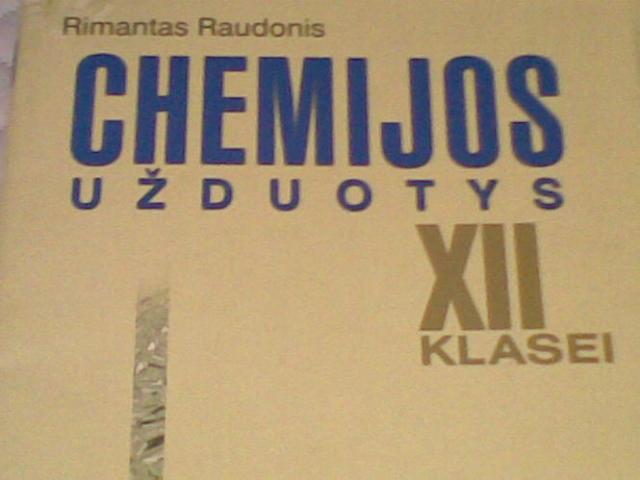 Rimantas Raudonis
CHEMIJOS
UŽDUOTYS
XII
KLASEI